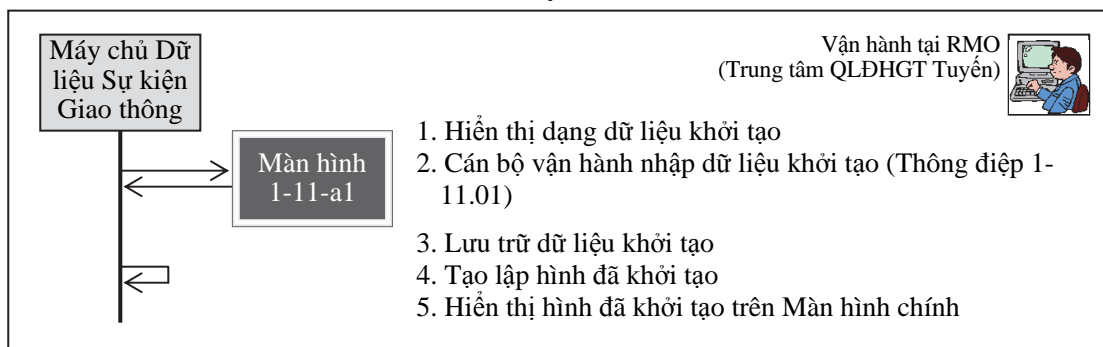 Máy chủ Dữ
liệu Sự kiện
Giao thông
Vận hành tại RMO
(Trung tâm QLĐHGT Tuyến)
Màn hình
1-11-a1
1. Hiển thị dạng dữ liệu khởi tạo
2. Cán bộ vận hành nhập dữ liệu khởi tạo (Thông điệp 1-
11.01)
3. Lưu trữ dữ liệu khởi tạo
4. Tạo lập hình đã khởi tạo
5. Hiển thị hình đã khởi tạo trên Màn hình chính